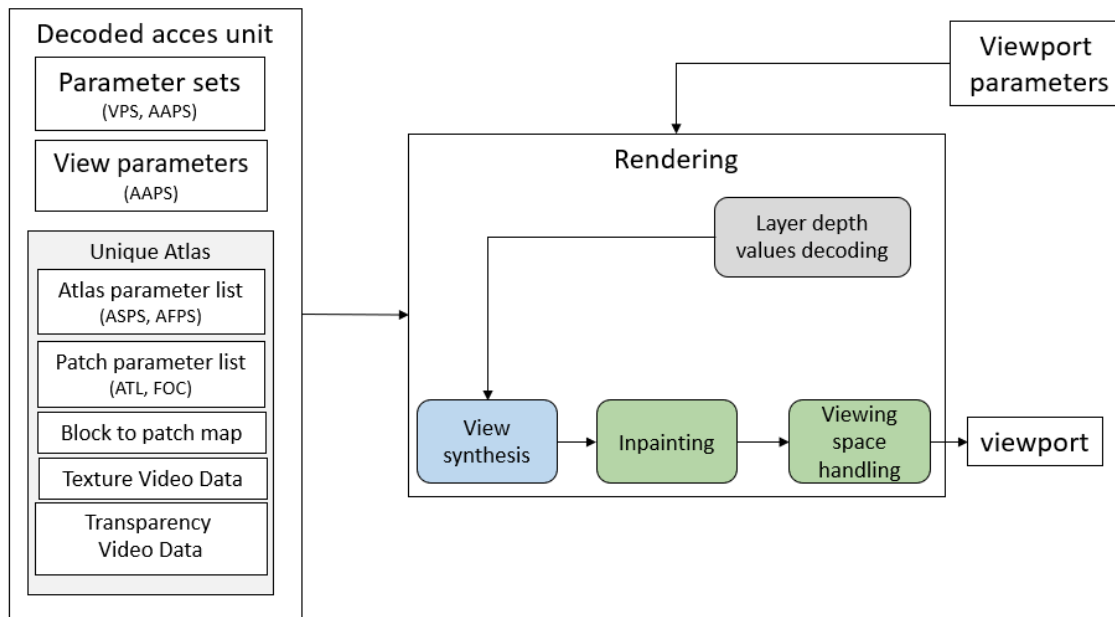 Decoded acces unit
Parameter sets
(VPS, AAPS)
View parameters
(AAPS)
Unique Atlas
Atlas parameter list
(ASPS, AFPS)
Patch parameter list
(ATL, FOC)
Block to patch map
Texture Video Data
Transparency
Video Data
Viewport
parameters
Rendering
Layer depth
values decoding
View
synthesis
Inpainting
Viewing
space
handling
viewport